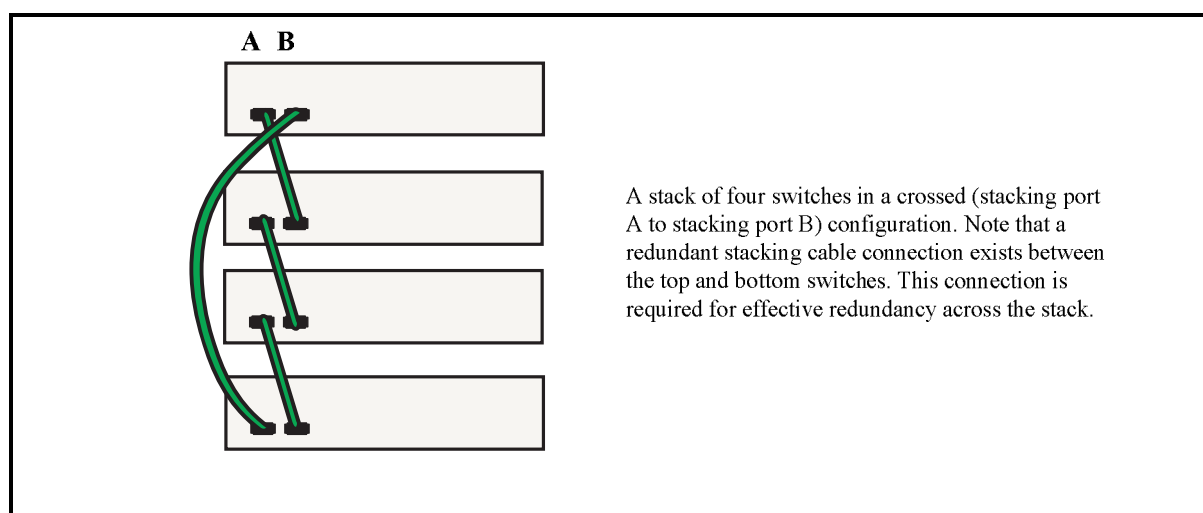 A B
A stack of four switches in a crossed (stacking port
A to stacking port B) configuration. Note that a
redundant stacking cable connection exists between
the top and bottom switches. This connection is
required for effective redundancy across the stack.